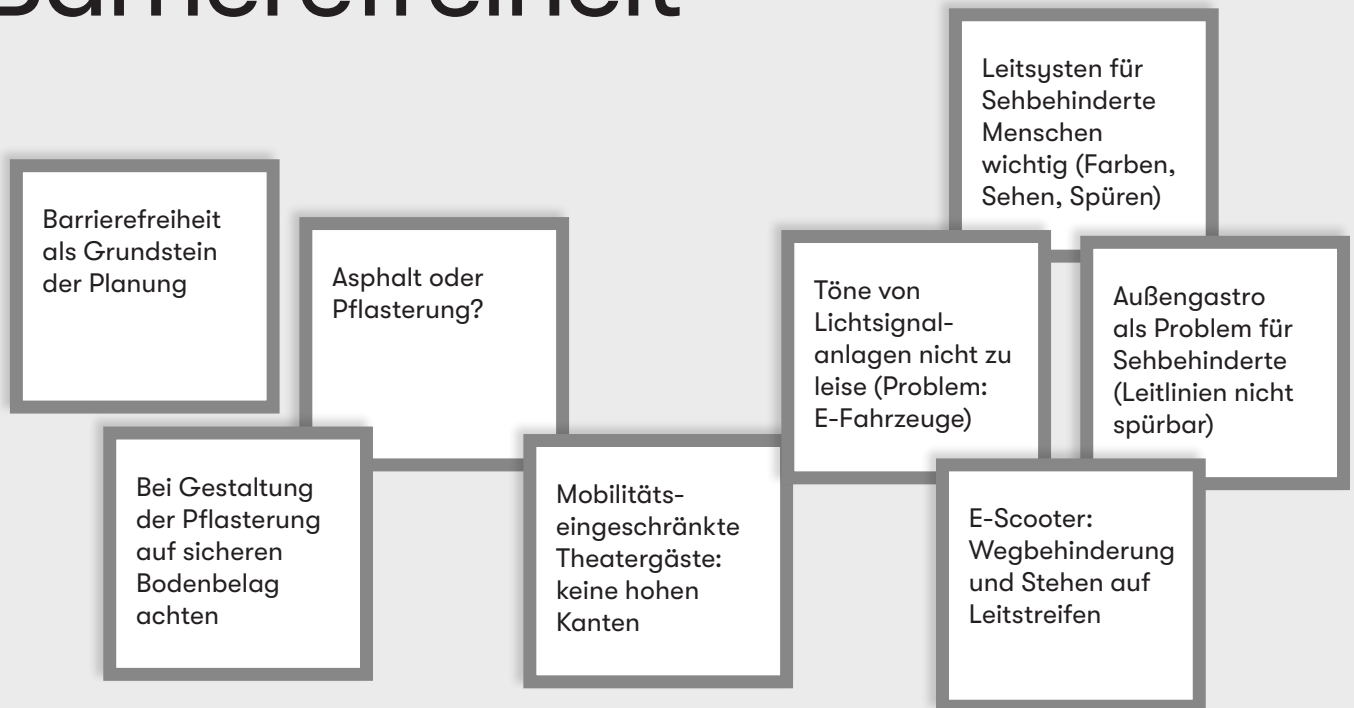 Barrierefreiheit
Barrierefreiheit
als Grundstein
der Planung
Asphalt oder
Pflasterung?
Bei Gestaltung
der Pflasterung
auf sicheren
Bodenbelag
achten
Mobilitäts-
eingeschränkte
Theatergäste:
keine hohen
Kanten
Leitsysten für
Sehbehinderte
Menschen
wichtig (Farben,
Sehen, Spüren)
Töne von
Lichtsignal-
anlagen nicht zu
leise (Problem:
E-Fahrzeuge)
Außengastro
als Problem für
Sehbehinderte
(Leitlinien nicht
spürbar)
E-Scooter:
Wegbehinderung
und Stehen auf
Leitstreifen